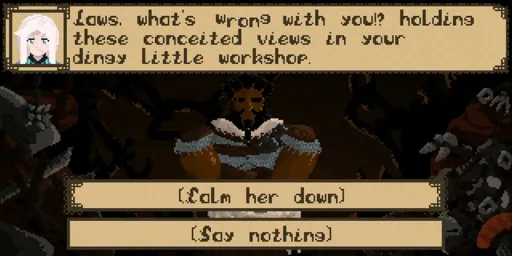 Laws, what's wrong with you!? holding
these conceited views in your
dingy little workshop.
(Calm her down)
(Say nothing)